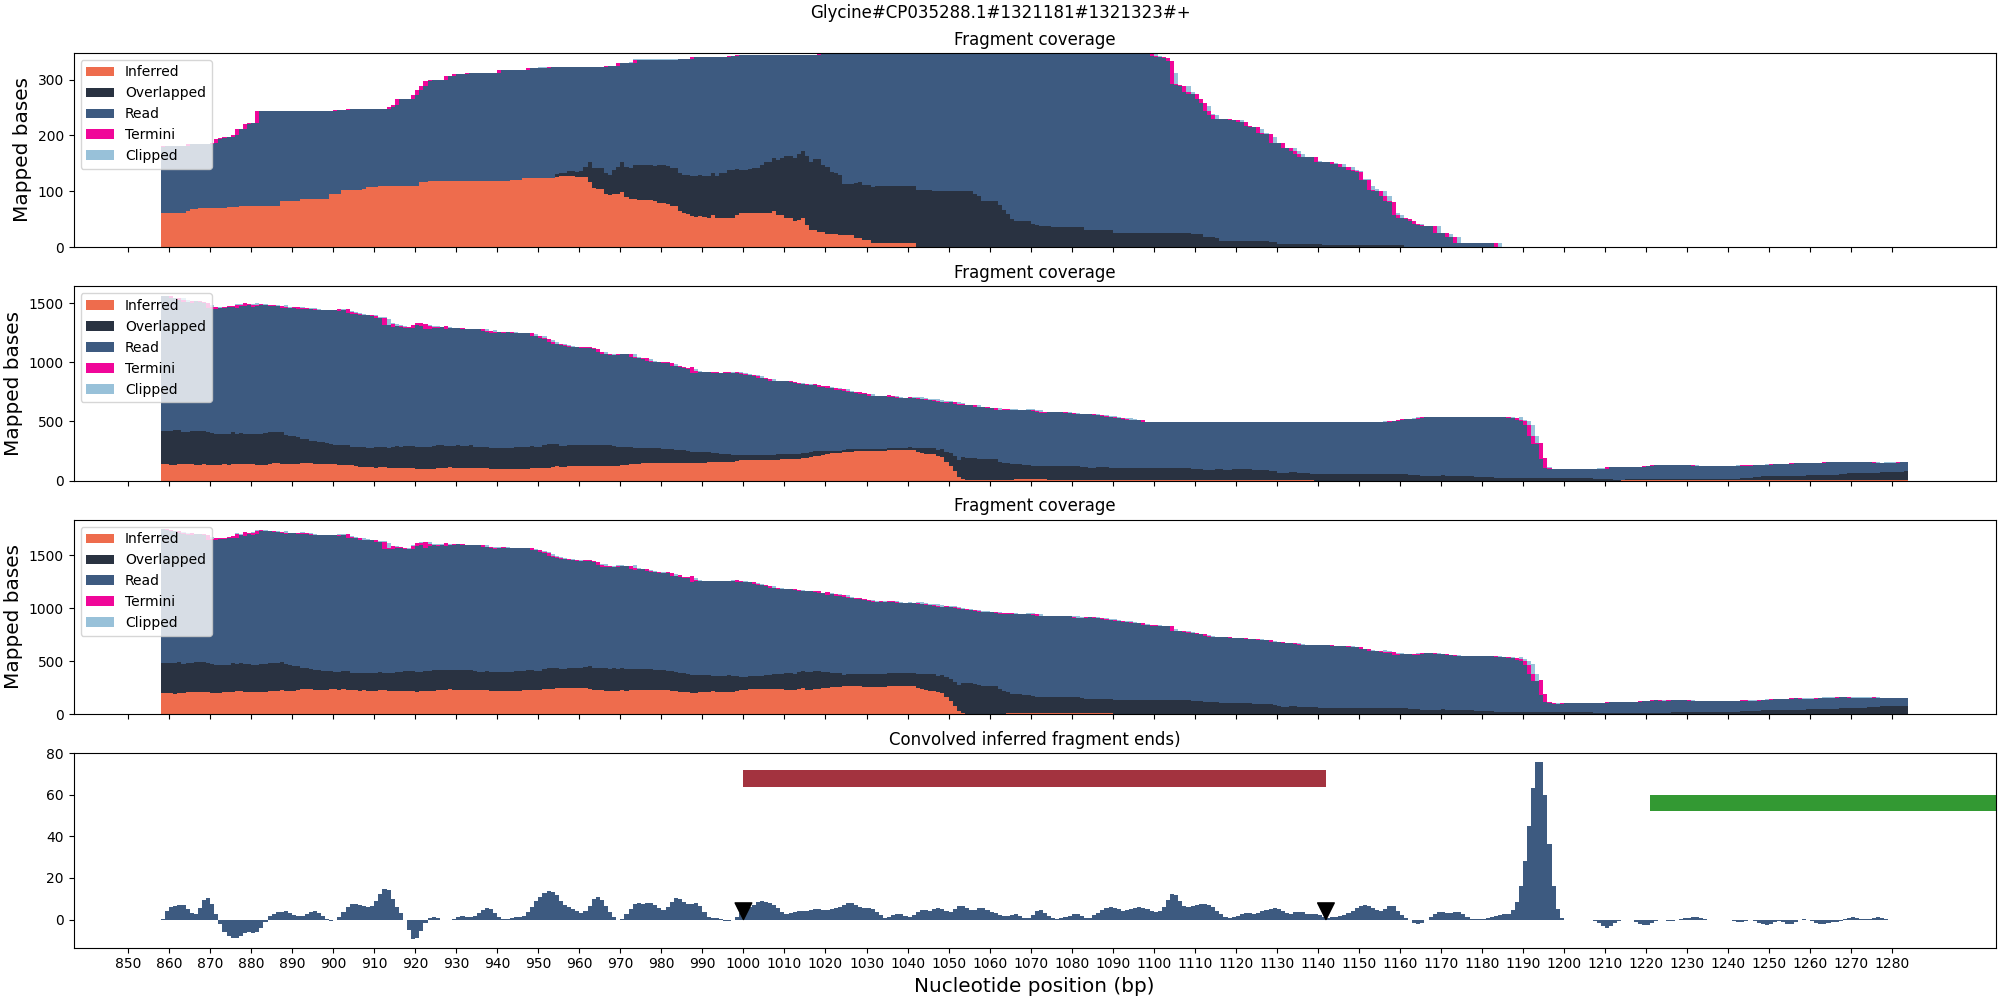 Glycine#CP035288.1#1321181#1321323#+
Fragment coverage
Mapped bases
300
200
100
0
Inferred
Overlapped
Read
Termini
Clipped
Fragment coverage
Mapped bases
1500
1000
500
0
Inferred
Overlapped
Read
Termini
Clipped
Fragment coverage
Mapped bases
1500
1000
500
0
Inferred
Overlapped
Read
Termini
Clipped
Convolved inferred fragment ends)
80
60
40
20
0
850 860 870 880 890 900 910 920 930 940 950 960 970 980 990 1000 1010 1020 1030 1040 1050 1060 1070 1080 1090 1100 1110 1120 1130 1140 1150 1160 1170 1180 1190 1200 1210 1220 1230 1240 1250 1260 1270 1280
Nucleotide position (bp)